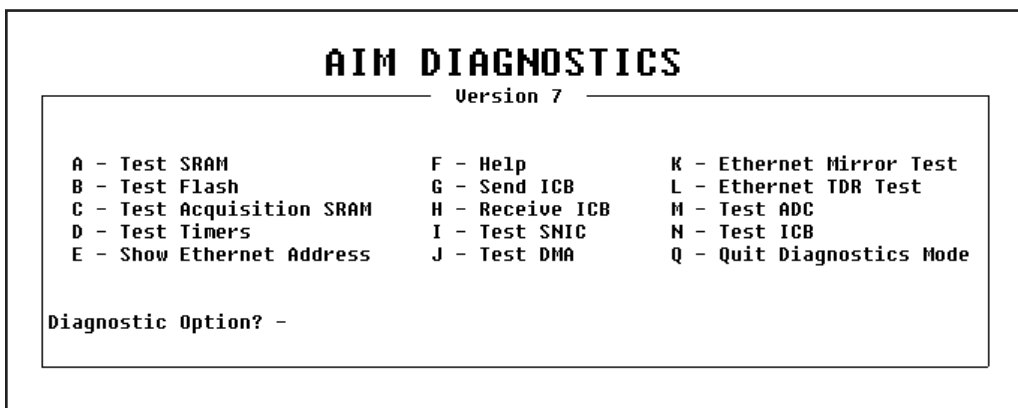 AIM DIAGNOSTICS
Version 7
A - Test SRAM F - Help K - Ethernet Mirror Test
B - Test Flash G - Send ICB L - Ethernet TDR Test
C - Test Acquisition SRAM H - Receive ICB M - Test ADC
D - Test Timers I - Test SNIC N - Test ICB
E - Show Ethernet Address J - Test DMA Q - Quit Diagnostics Mode
Diagnostic Option? -